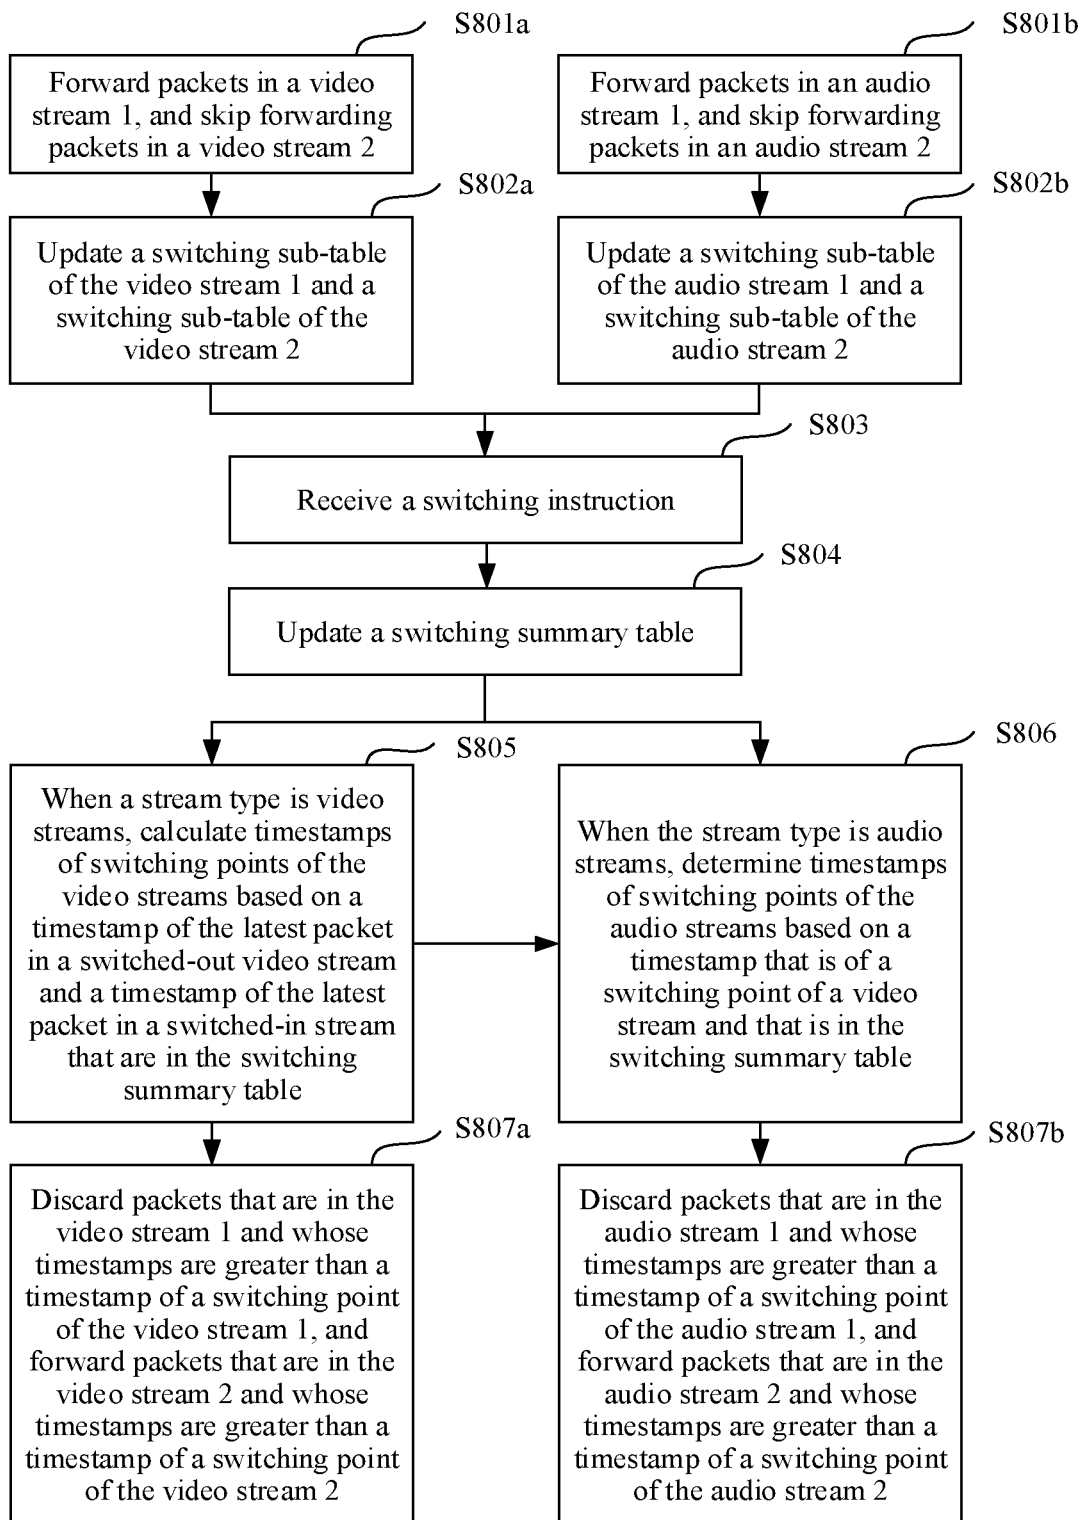 S801a
Forward packets in a video
stream 1, and skip forwarding
packets in a video stream 2
S801b
Forward packets in an audio
stream 1, and skip forwarding
packets in an audio stream 2
S802a
Update a switching sub-table
of the video stream 1 and a
switching sub-table of the
video stream 2
S802b
Update a switching sub-table
of the audio stream 1 and a
switching sub-table of the
audio stream 2
S803
Receive a switching instruction
S804
Update a switching summary table
S805
When a stream type is video
streams, calculate timestamps
of switching points of the
video streams based on a
timestamp of the latest packet
in a switched-out video stream
and a timestamp of the latest
packet in a switched-in stream
that are in the switching
summary table
S806
When the stream type is audio
streams, determine timestamps
of switching points of the
audio streams based on a
timestamp that is of a
switching point of a video
stream and that is in the
switching summary table
S807a
Discard packets that are in the
video stream 1 and whose
timestamps are greater than a
timestamp of a switching point
of the video stream 1, and
forward packets that are in the
video stream 2 and whose
timestamps are greater than a
timestamp of a switching point
of the video stream 2
S807b
Discard packets that are in the
audio stream 1 and whose
timestamps are greater than a
timestamp of a switching point
of the audio stream 1, and
forward packets that are in the
audio stream 2 and whose
timestamps are greater than a
timestamp of a switching point
of the audio stream 2